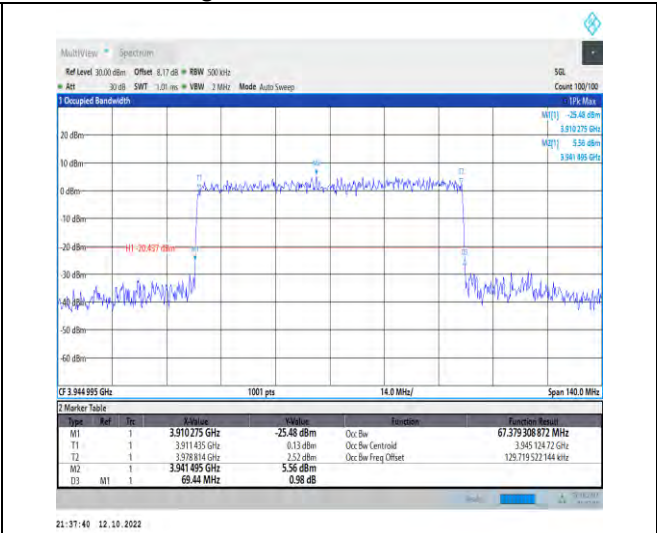 MultiView Spectrum
Ref Level 30.00 dBm Offset 8.17 dB RBW 500 kHz SGL
Att 30 dB SWT 1.01 ms VBW 2 MHz Mode Auto Sweep Count 100/100
1 Occupied Bandwidth 1Pk Max
M1[1] -25.48 dBm
3.910 275 GHz
M2[1] 5.56 dBm
3.941 495 GHz
20 dBm
10 dBm
0 dBm
-10 dBm
-20 dBm
H1 -20.437 dBm
-30 dBm
-40 dBm
-50 dBm
-60 dBm
T1
M2
T2
M1
D3
CF 3.944 995 GHz 1001 pts 14.0 MHz/ Span 140.0 MHz
2 Marker Table
Type Ref Trc X-Value Y-Value Function Function Result
M1 1 3.910 275 GHz -25.48 dBm Occ Bw 67.379 308 872 MHz
T1 1 3.911 435 GHz 0.13 dBm Occ Bw Centroid 3.945 124 72 GHz
T2 1 3.978 814 GHz 2.52 dBm Occ Bw Freq Offset 129.719 522 144 kHz
M2 1 3.941 495 GHz 5.56 dBm
D3 M1 1 69.44 MHz 0.98 dB
21:37:40 12.10.2022